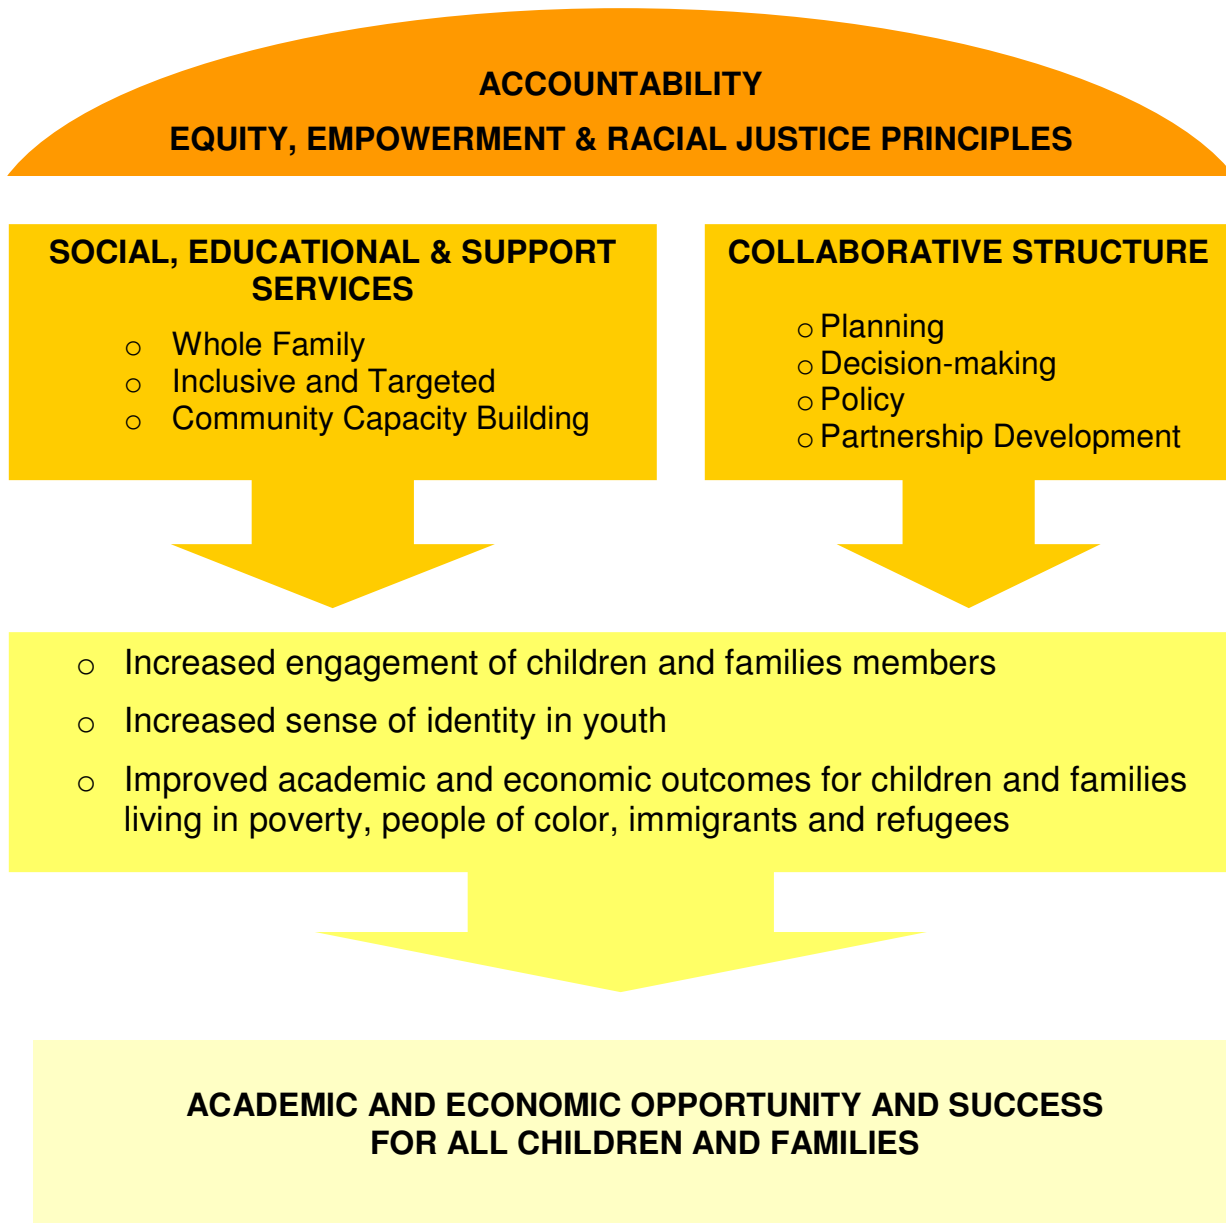 ACCOUNTABILITY
EQUITY, EMPOWERMENT & RACIAL JUSTICE PRINCIPLES
SOCIAL, EDUCATIONAL & SUPPORT
SERVICES
o Whole Family
o Inclusive and Targeted
o Community Capacity Building
COLLABORATIVE STRUCTURE
o Planning
o Decision-making
o Policy
o Partnership Development
o Increased engagement of children and families members
o Increased sense of identity in youth
o Improved academic and economic outcomes for children and families
living in poverty, people of color, immigrants and refugees
ACADEMIC AND ECONOMIC OPPORTUNITY AND SUCCESS
FOR ALL CHILDREN AND FAMILIES